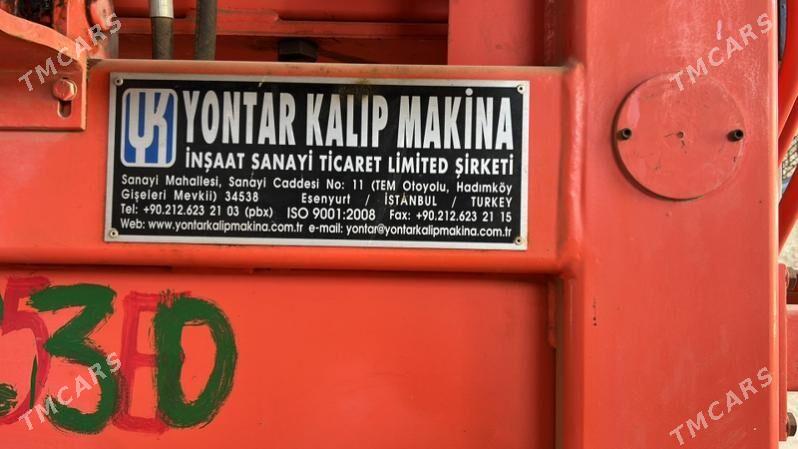 YK YONTAR KALIP MAKİNA
İNŞAAT SANAYİ TİCARET LİMİTED ŞİRKETİ
Sanayi Mahallesi, Sanayi Caddesi No: 11 (TEM Otoyolu, Hadımköy
Gişeleri Mevkii) 34538 Esenyurt / İSTANBUL / TURKEY
Tel: +90.212.623 21 03 (pbx) ISO 9001:2008 Fax: +90.212.623 21 15
Web: www.yontarkalipmakina.com.tr e-mail: yontar@yontarkalipmakina.com.tr
TMCARS
TMCARS
TMCARS
TMCARS